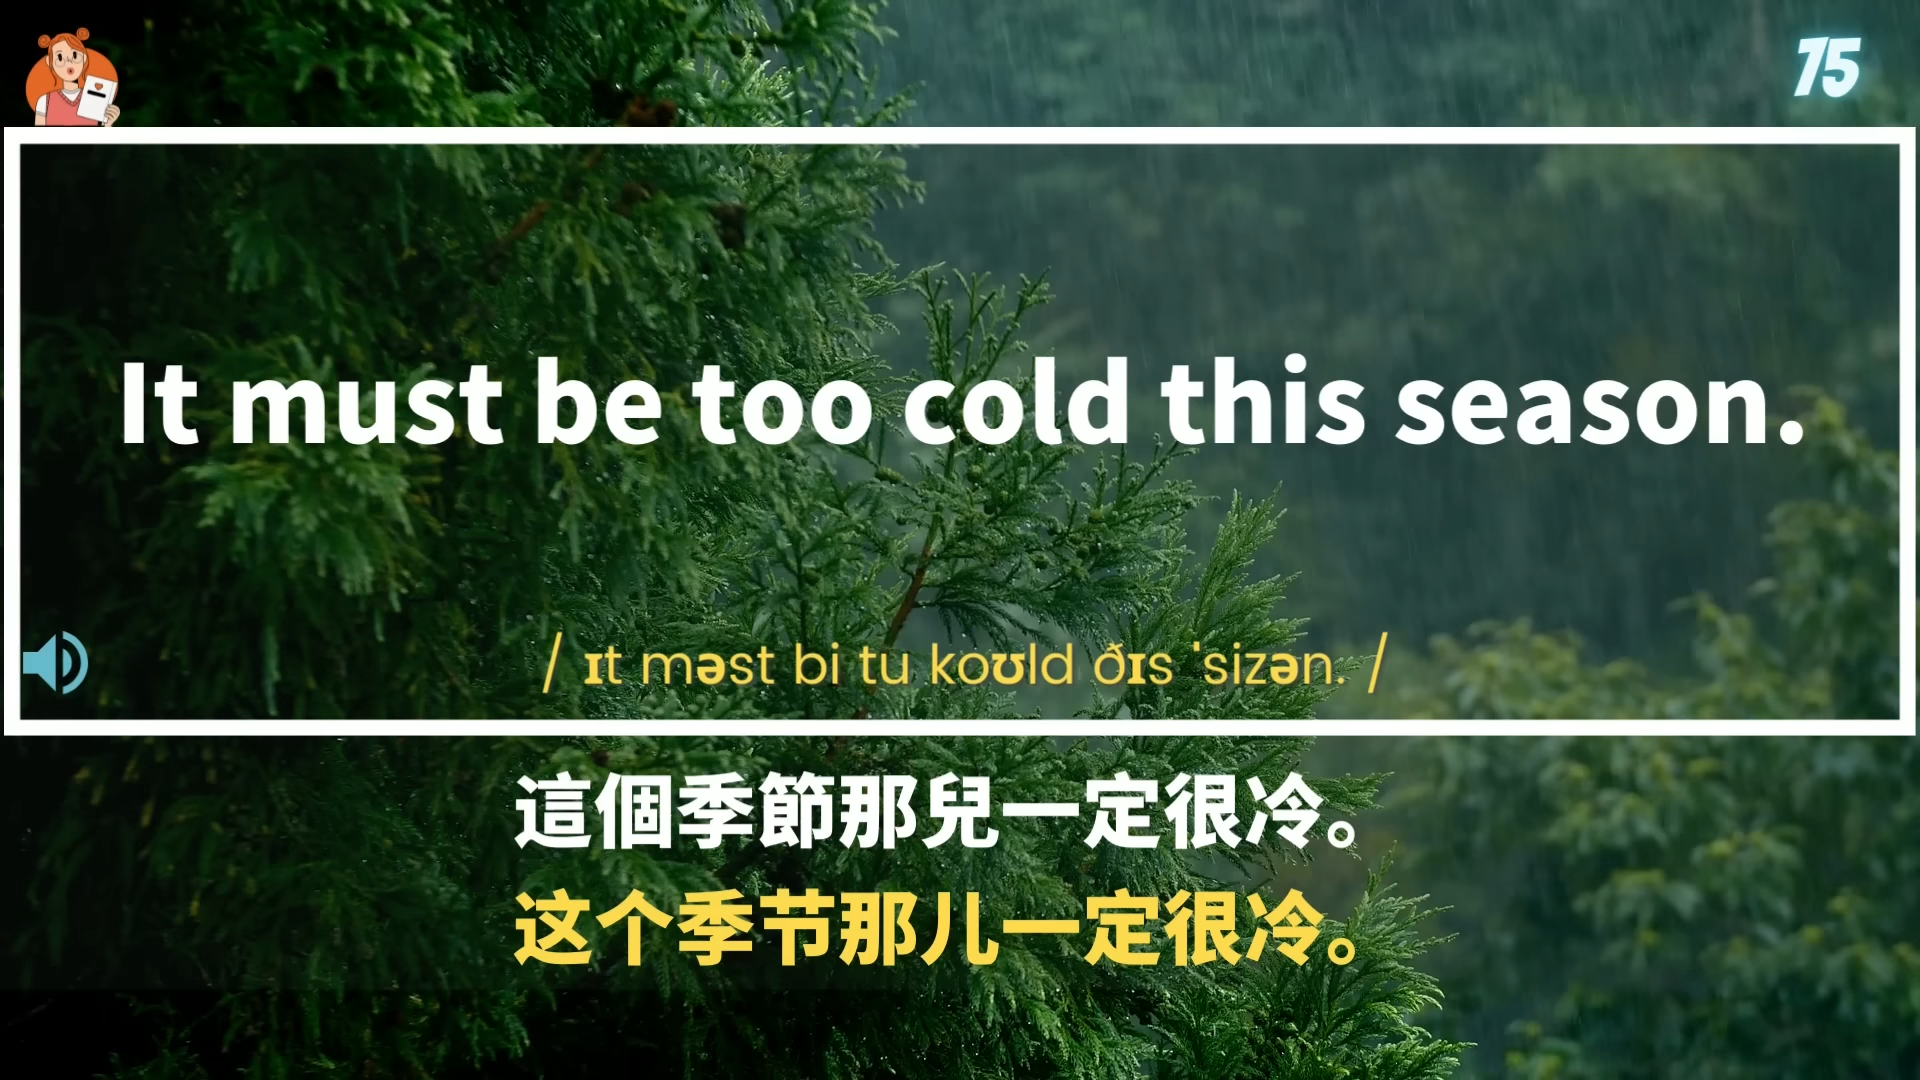 75
It must be too cold this season.
/ ɪt məst bi tu koʊld ðɪs ˈsizən. /
這個季節那兒一定很冷。
这个季节那儿一定很冷。